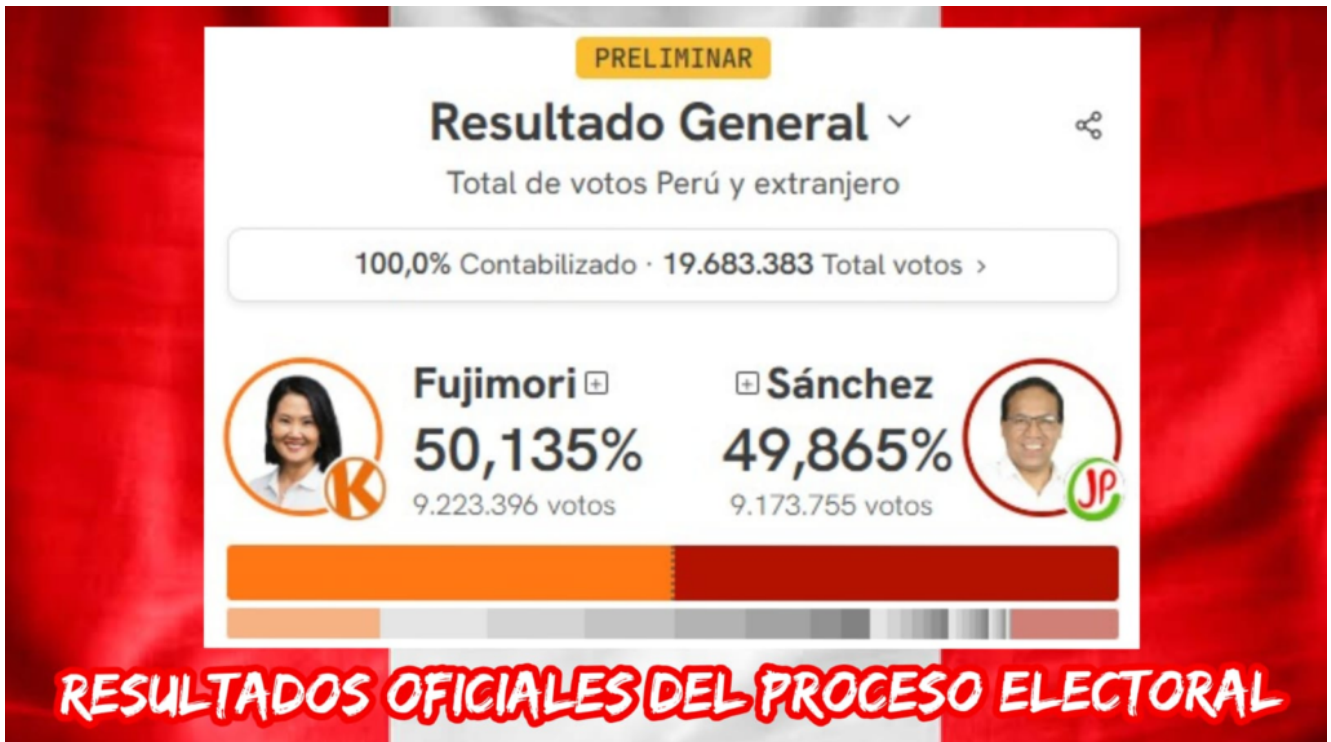 PRELIMINAR
Resultado General
Total de votos Perú y extranjero
100,0% Contabilizado · 19.683.383 Total votos >
Fujimori
Sánchez
50,135%
49,865%
9.223.396 votos
9.173.755 votos
K
JP
RESULTADOS OFICIALES DEL PROCESO ELECTORAL